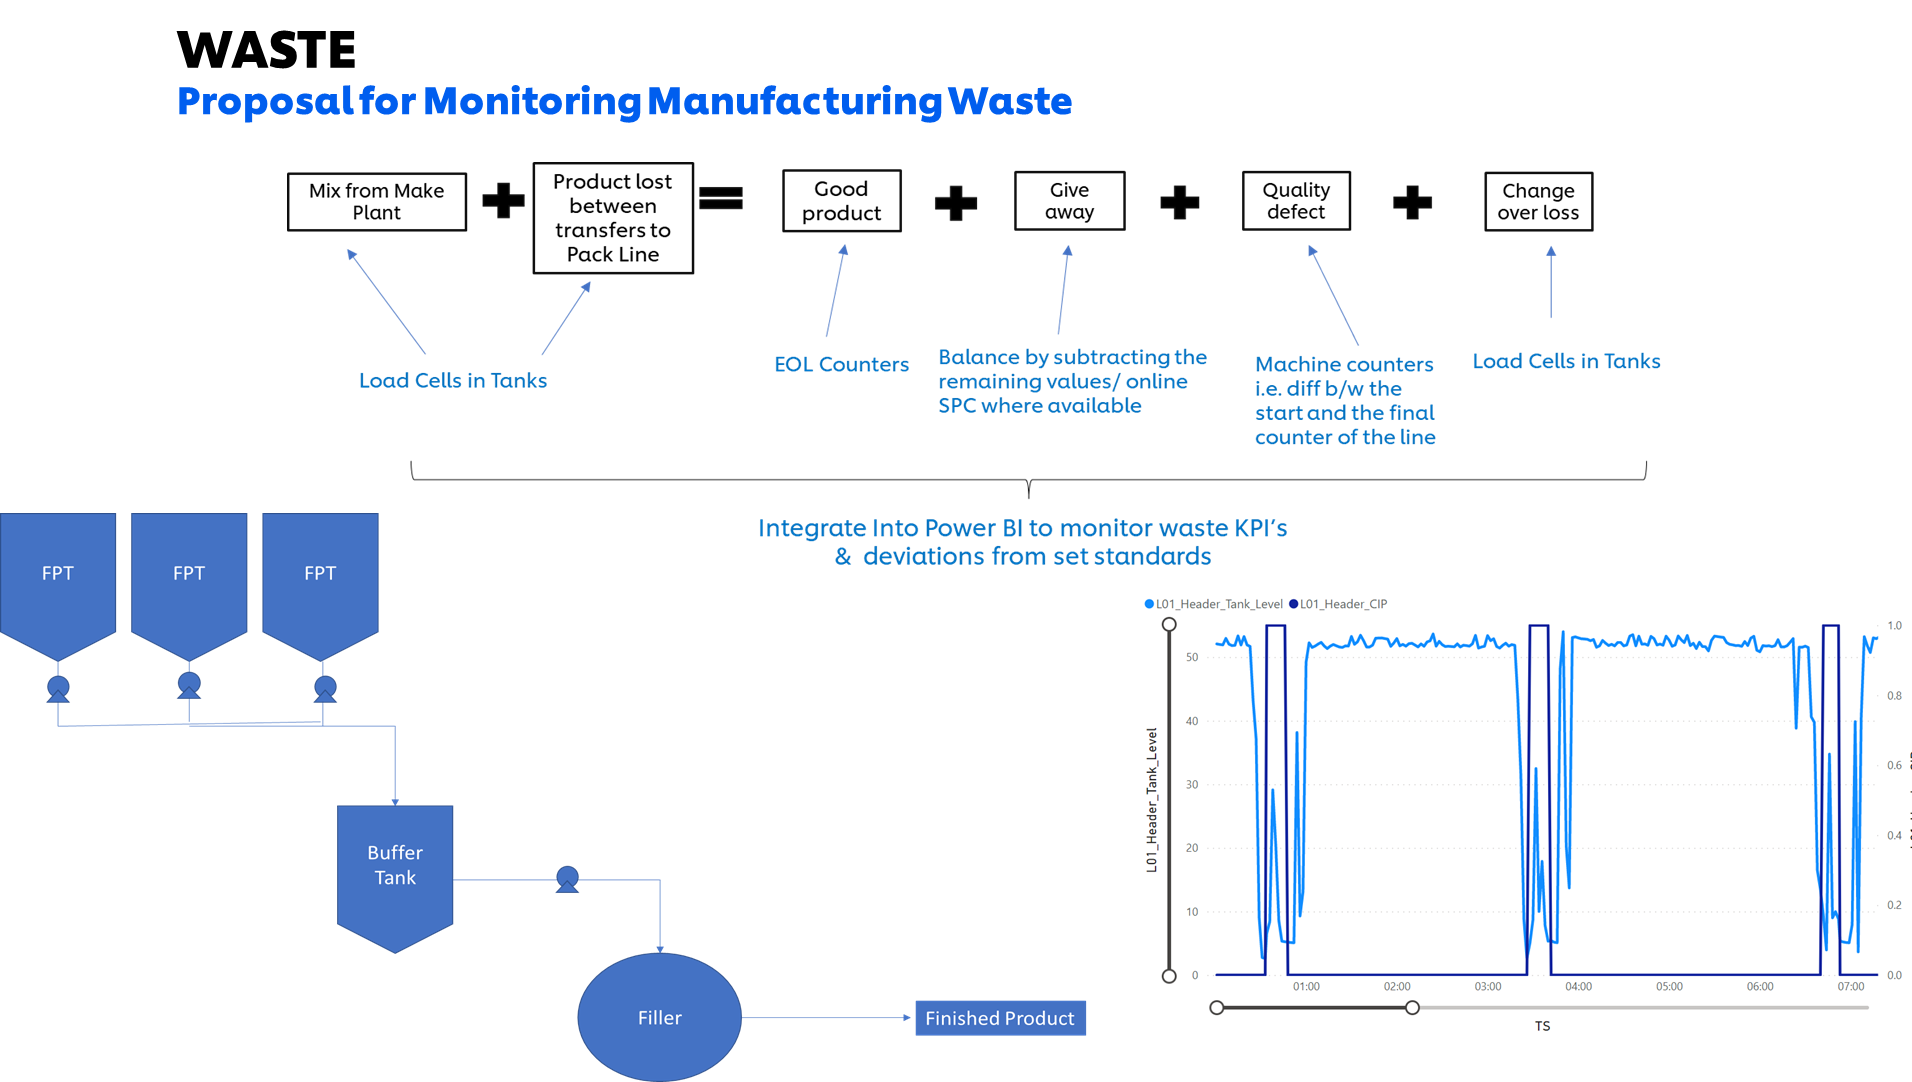 WASTE
Proposal for Monitoring Manufacturing Waste
Mix from Make
Plant
Product lost
between
transfers to
Pack Line
Good
product
Give
away
Quality
defect
Change
over loss
Load Cells in Tanks
EOL Counters
Balance by subtracting the
remaining values/ online
SPC where available
Machine counters
i.e. diff b/w the
start and the final
counter of the line
Load Cells in Tanks
Integrate Into Power BI to monitor waste KPI's
& deviations from set standards
FPT
FPT
FPT
Buffer
Tank
Filler
Finished Product
L01_Header_Tank_Level
L01_Header_CIP
L01_Header_Tank_Level
50
40
30
20
10
0
1.0
0.8
0.6
0.4
0.2
0.0
01:00
02:00
03:00
04:00
05:00
06:00
07:00
TS